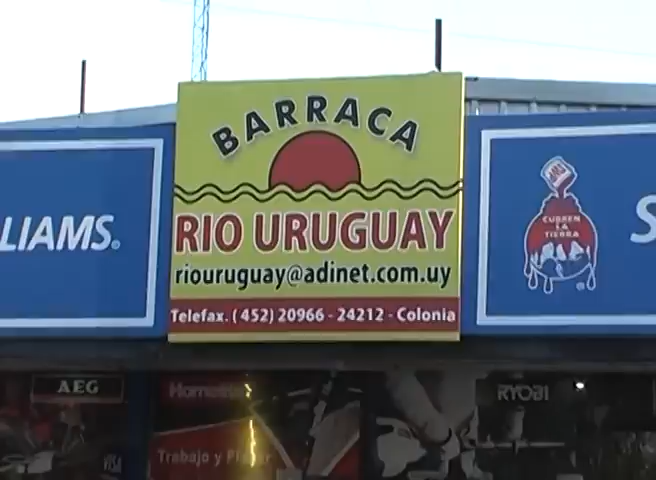 BARRACA
RIO URUGUAY
riouruguay@adinet.com.uy
Telefax. (452) 20966 - 24212 - Colonia
LIAMS®
CUBREN
LA
TIERRA
®
S
AEG
RYOBI
VISA
Trabajo y